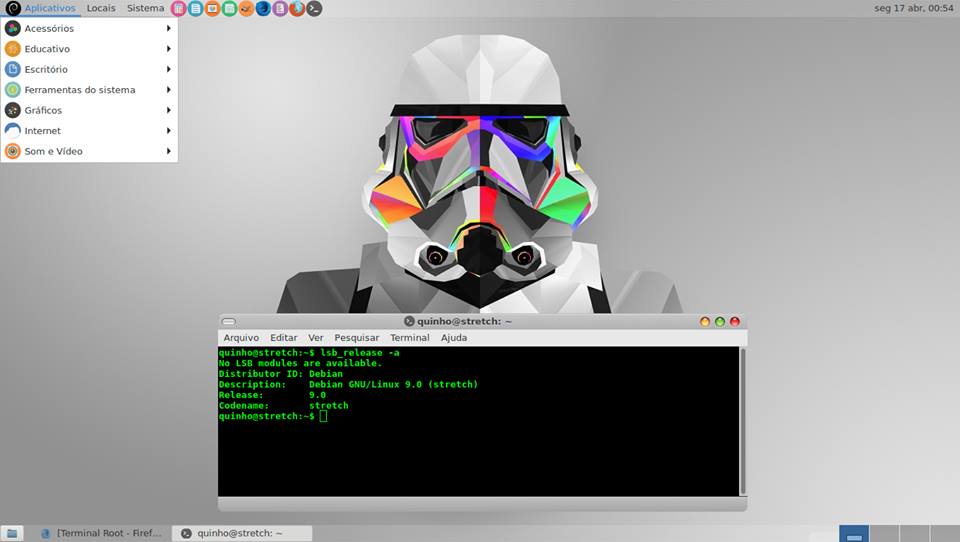 Aplicativos Locais Sistema seg 17 abr, 00:54
Acessórios
Educativo
Escritório
Ferramentas do sistema
Gráficos
Internet
Som e Vídeo
quinho@stretch: ~
Arquivo Editar Ver Pesquisar Terminal Ajuda
quinho@stretch:~$ lsb_release -a
No LSB modules are available.
Distributor ID: Debian
Description: Debian GNU/Linux 9.0 (stretch)
Release: 9.0
Codename: stretch
quinho@stretch:~$
[Terminal Root - Firef... quinho@stretch: ~